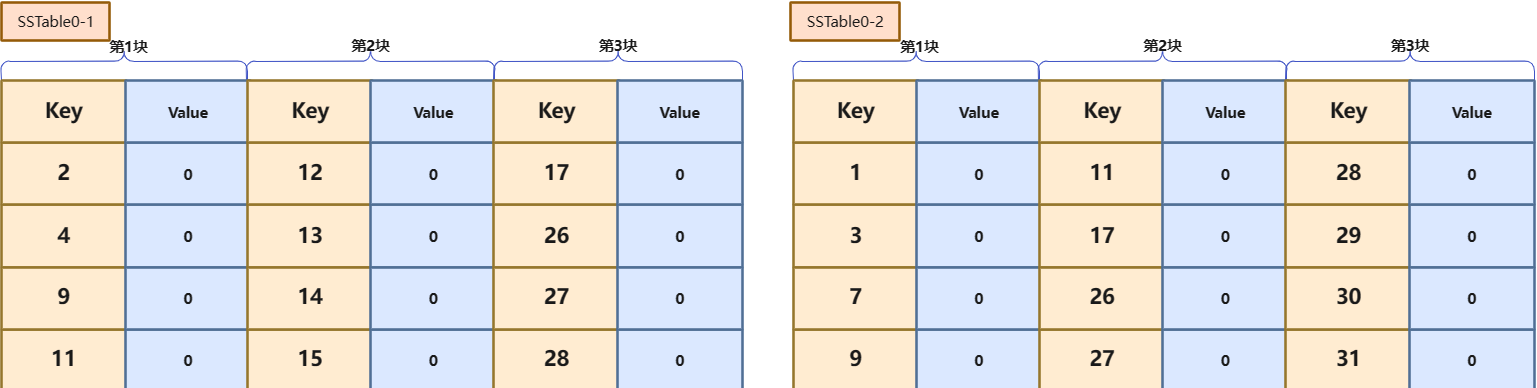 SSTable0-1 SSTable0-2
第1块 第2块 第3块 第1块 第2块 第3块
Key Value Key Value Key Value Key Value Key Value Key Value
2 0 12 0 17 0 1 0 11 0 28 0
4 0 13 0 26 0 3 0 17 0 29 0
9 0 14 0 27 0 7 0 26 0 30 0
11 0 15 0 28 0 9 0 27 0 31 0